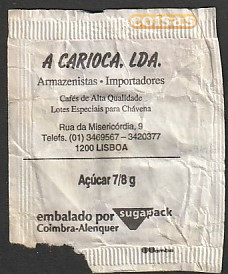 coisas
A CARIOCA, LDA.
Armazenistas - Importadores
Cafés de Alta Qualidade
Lotes Especiais para Chávena
Rua da Misericórdia, 9
Telefs. (01) 3469567 - 3420377
1200 LISBOA
Açúcar 7/8 g
embalado por sugapack
Coimbra-Alenquer